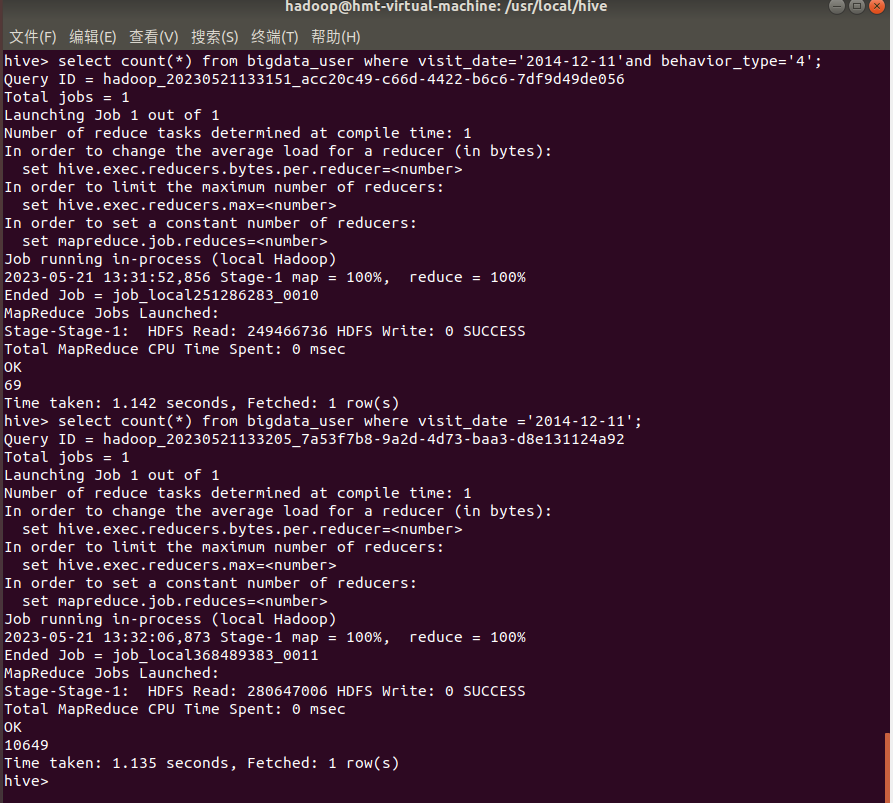 hadoop@hmt-virtual-machine: /usr/local/hive
文件(F) 编辑(E) 查看(V) 搜索(S) 终端(T) 帮助(H)
hive> select count(*) from bigdata_user where visit_date='2014-12-11'and behavior_type='4';
Query ID = hadoop_20230521133151_acc20c49-c66d-4422-b6c6-7df9d49de056
Total jobs = 1
Launching Job 1 out of 1
Number of reduce tasks determined at compile time: 1
In order to change the average load for a reducer (in bytes):
  set hive.exec.reducers.bytes.per.reducer=<number>
In order to limit the maximum number of reducers:
  set hive.exec.reducers.max=<number>
In order to set a constant number of reducers:
  set mapreduce.job.reduces=<number>
Job running in-process (local Hadoop)
2023-05-21 13:31:52,856 Stage-1 map = 100%,  reduce = 100%
Ended Job = job_local251286283_0010
MapReduce Jobs Launched:
Stage-Stage-1:  HDFS Read: 249466736 HDFS Write: 0 SUCCESS
Total MapReduce CPU Time Spent: 0 msec
OK
69
Time taken: 1.142 seconds, Fetched: 1 row(s)
hive> select count(*) from bigdata_user where visit_date ='2014-12-11';
Query ID = hadoop_20230521133205_7a53f7b8-9a2d-4d73-baa3-d8e131124a92
Total jobs = 1
Launching Job 1 out of 1
Number of reduce tasks determined at compile time: 1
In order to change the average load for a reducer (in bytes):
  set hive.exec.reducers.bytes.per.reducer=<number>
In order to limit the maximum number of reducers:
  set hive.exec.reducers.max=<number>
In order to set a constant number of reducers:
  set mapreduce.job.reduces=<number>
Job running in-process (local Hadoop)
2023-05-21 13:32:06,873 Stage-1 map = 100%,  reduce = 100%
Ended Job = job_local368489383_0011
MapReduce Jobs Launched:
Stage-Stage-1:  HDFS Read: 280647006 HDFS Write: 0 SUCCESS
Total MapReduce CPU Time Spent: 0 msec
OK
10649
Time taken: 1.135 seconds, Fetched: 1 row(s)
hive>